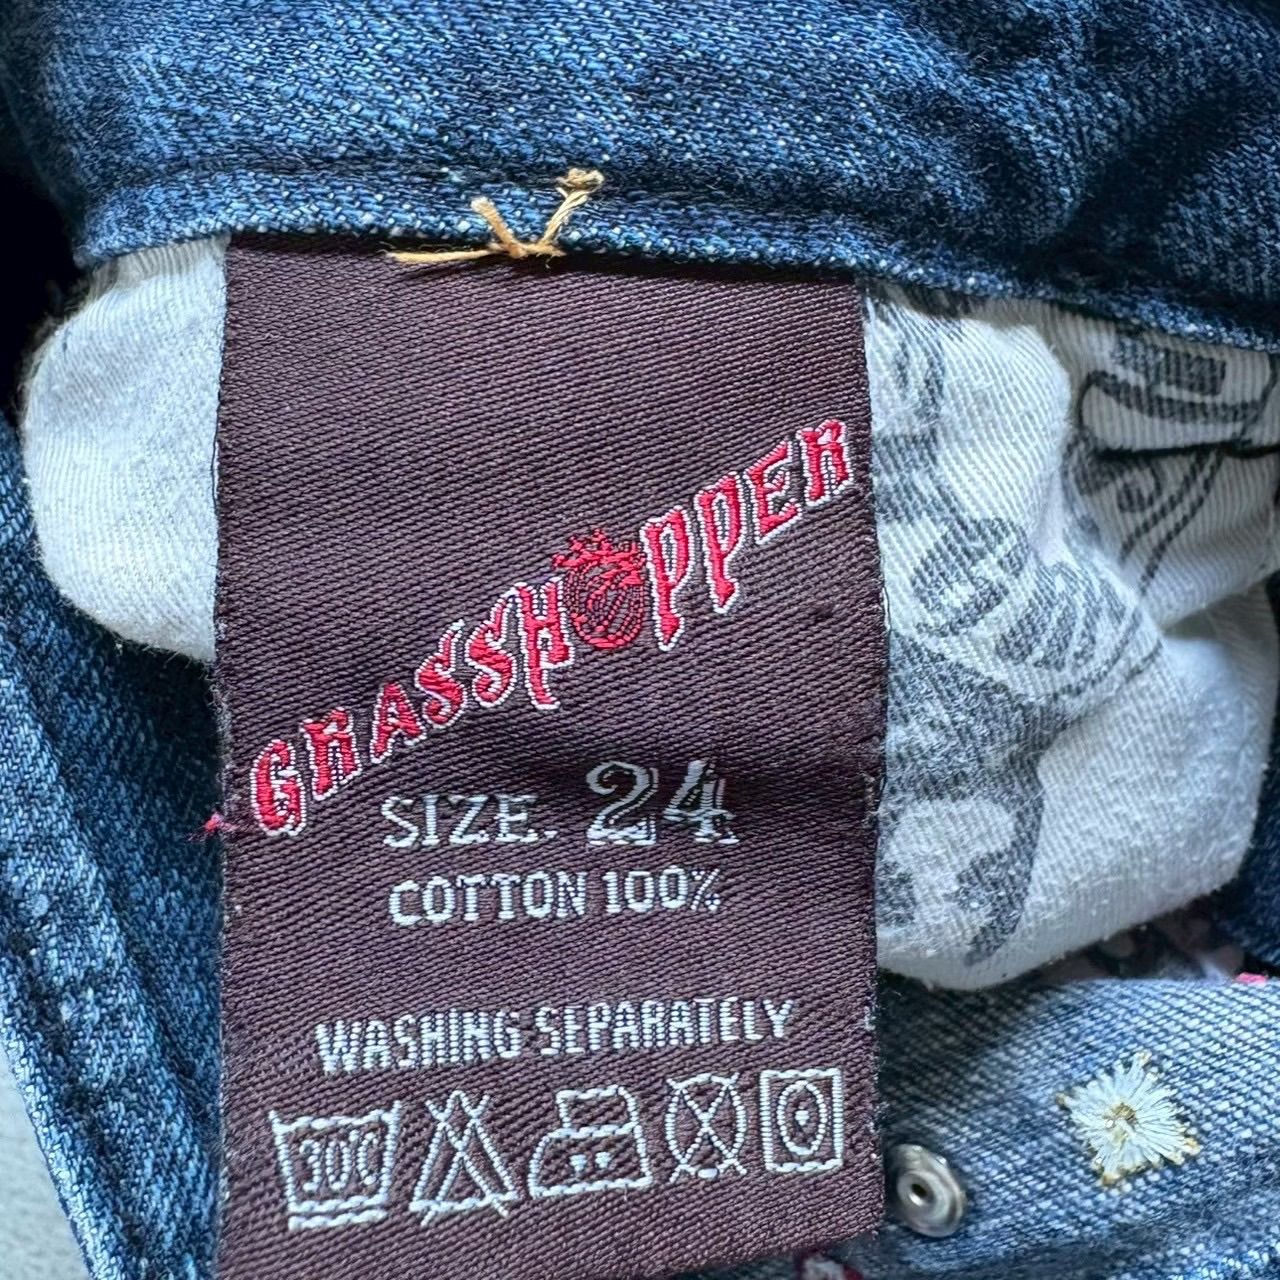 GRASSHOPPER
SIZE. 24
COTTON 100%
WASHING SEPARATELY
30°C